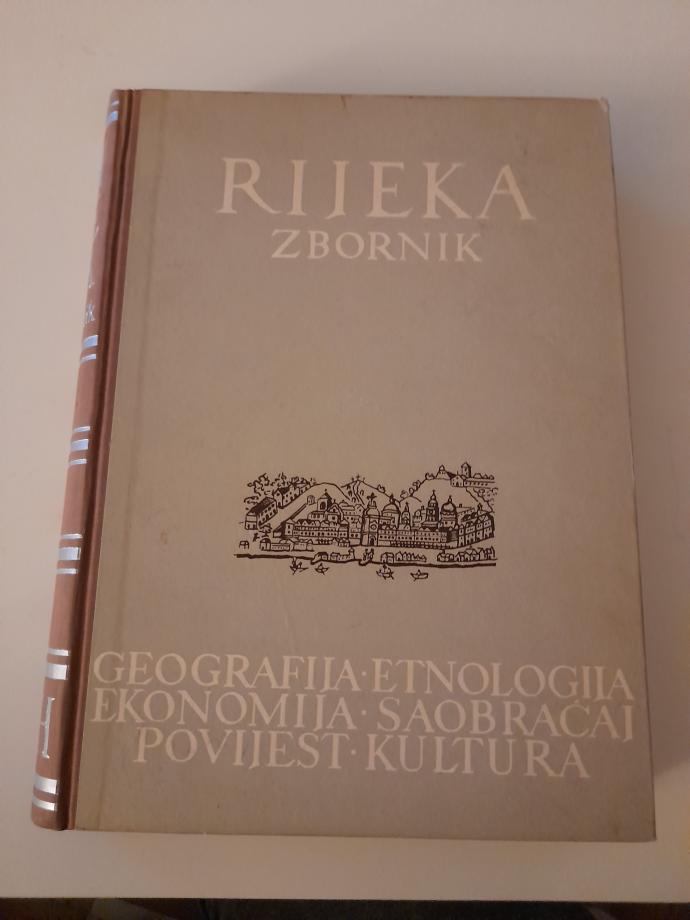 RIJEKA
ZBORNIK
GEOGRAFIJA·ETNOLOGIJA
EKONOMIJA·SAOBRAĆAJ
POVIJEST·KULTURA